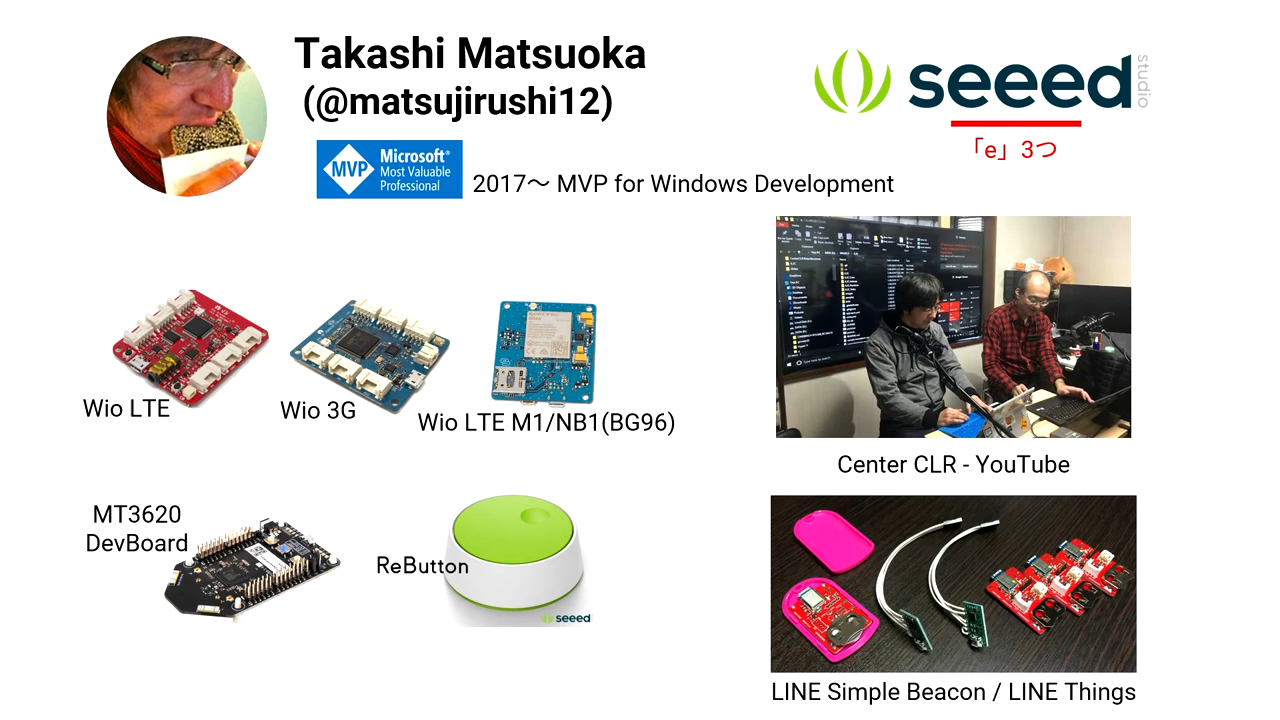 Takashi Matsuoka
(@matsujirushi12)
seeed
studio
「e」3つ
MVP
Microsoft®
Most Valuable
Professional
2017～ MVP for Windows Development
Wio LTE
Wio 3G
Wio LTE M1/NB1(BG96)
Center CLR - YouTube
MT3620
DevBoard
ReButton
seeed
LINE Simple Beacon / LINE Things